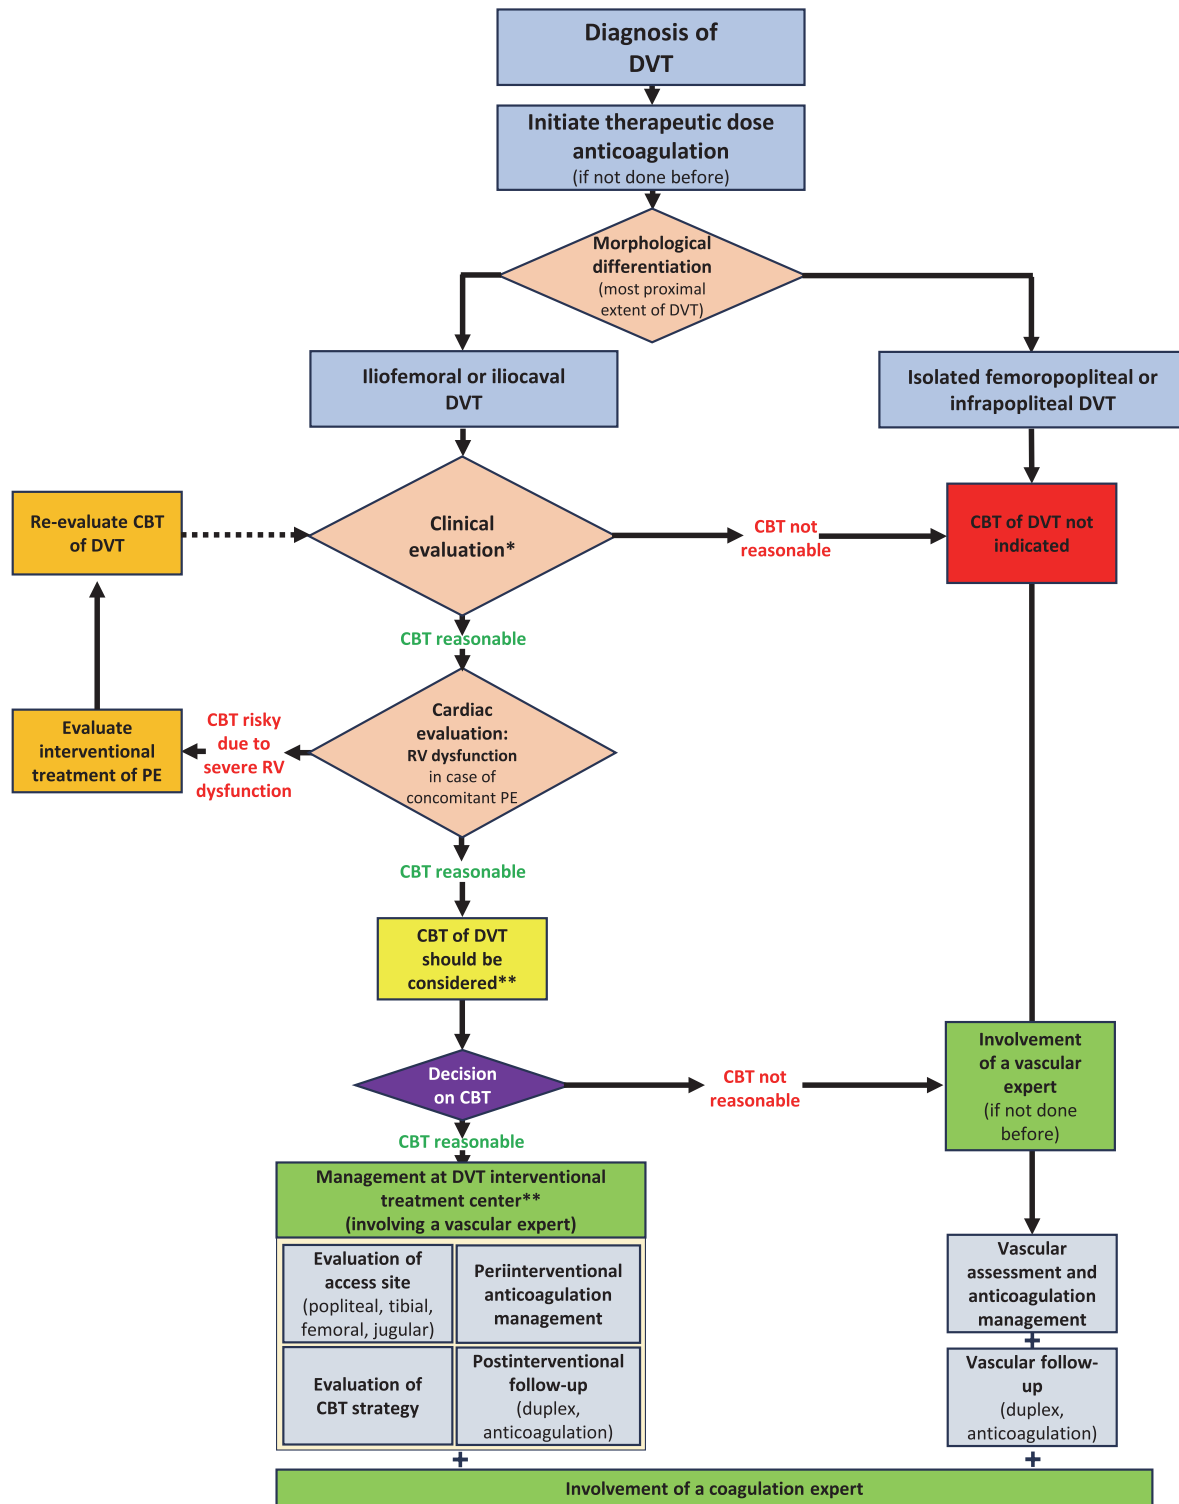 Diagnosis of
DVT
Initiate therapeutic dose
anticoagulation
(if not done before)
Morphological
differentiation
(most proximal
extent of DVT)
Iliofemoral or iliocaval
DVT
Isolated femoropopliteal or
infrapopliteal DVT
Re-evaluate CBT
of DVT
Clinical
evaluation*
CBT not
reasonable
CBT of DVT not
indicated
CBT reasonable
Evaluate
interventional
treatment of PE
CBT risky
due to
severe RV
dysfunction
Cardiac
evaluation:
RV dysfunction
in case of
concomitant PE
CBT reasonable
CBT of DVT
should be
considered**
Decision
on CBT
CBT not
reasonable
Involvement
of a vascular
expert
(if not done
before)
CBT reasonable
Management at DVT interventional
treatment center**
(involving a vascular expert)
Evaluation of
access site
(popliteal, tibial,
femoral, jugular)
Periinterventional
anticoagulation
management
Evaluation of
CBT strategy
Postinterventional
follow-up
(duplex,
anticoagulation)
Vascular
assessment and
anticoagulation
management
+
Vascular follow-
up
(duplex,
anticoagulation)
+
+
Involvement of a coagulation expert